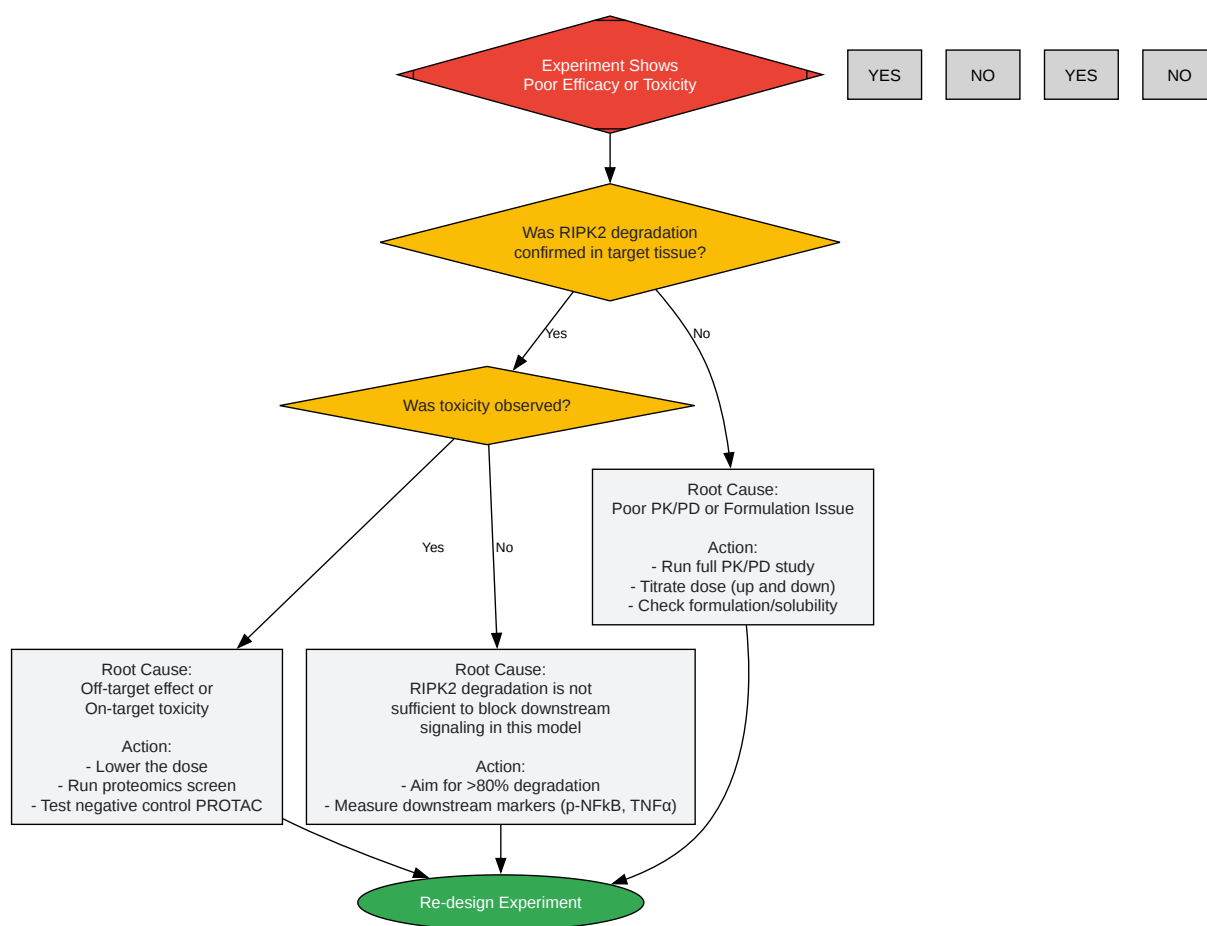 Experiment Shows
Poor Efficacy or Toxicity
YES
NO
YES
NO
Was RIPK2 degradation
confirmed in target tissue?
Yes
No
Was toxicity observed?
Root Cause:
Poor PK/PD or Formulation Issue
Action:
- Run full PK/PD study
- Titrate dose (up and down)
- Check formulation/solubility
Yes
No
Root Cause:
Off-target effect or
On-target toxicity
Action:
- Lower the dose
- Run proteomics screen
- Test negative control PROTAC
Root Cause:
RIPK2 degradation is not
sufficient to block downstream
signaling in this model
Action:
- Aim for >80% degradation
- Measure downstream markers (p-NFkB, TNFα)
Re-design Experiment